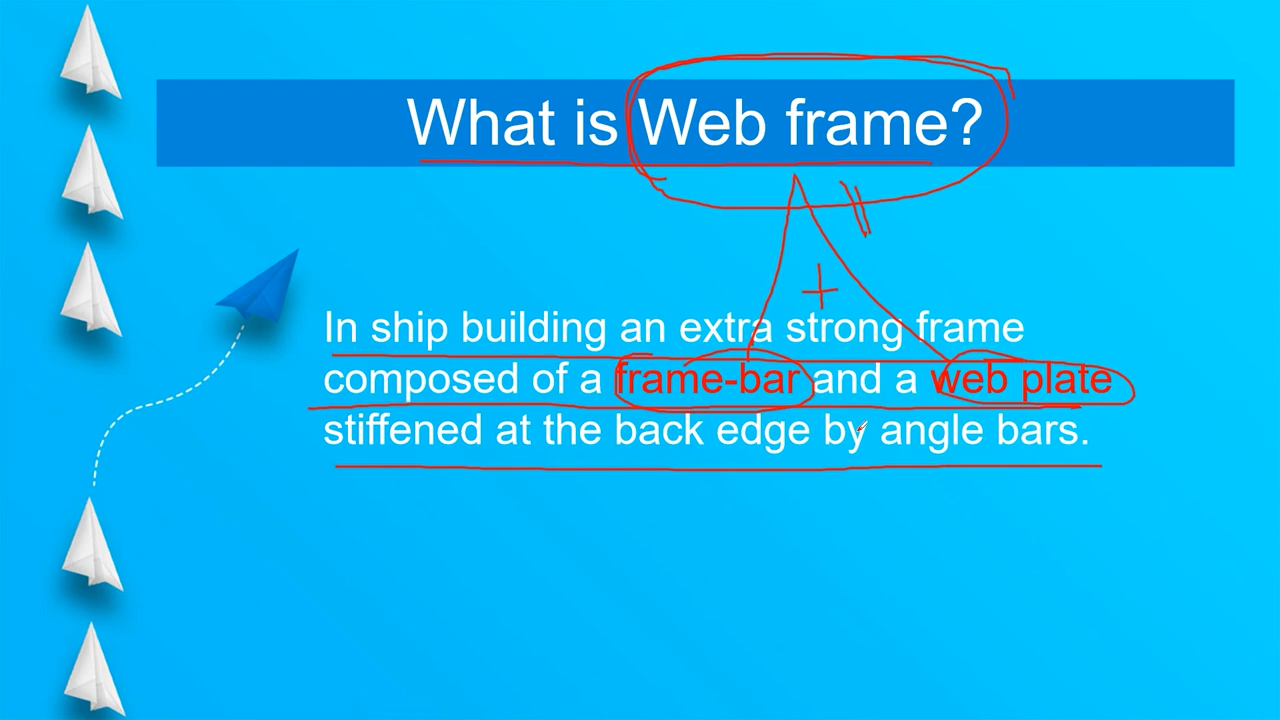 What is Web frame?
+
In ship building an extra strong frame
composed of a frame-bar and a web plate
stiffened at the back edge by angle bars.